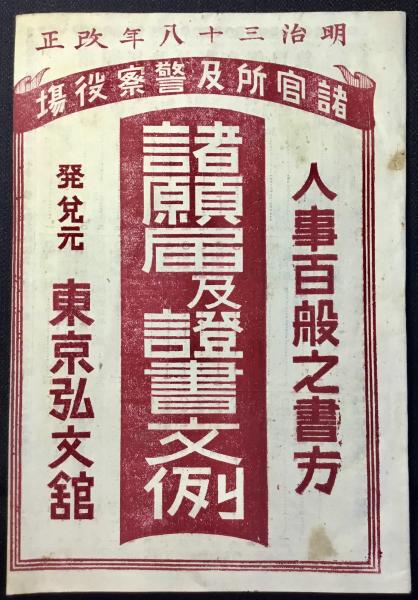 明治三十八年改正
諸官所及警察役場
人事百般之書方
諸願届及證書文例
発兌元 東京弘文舘